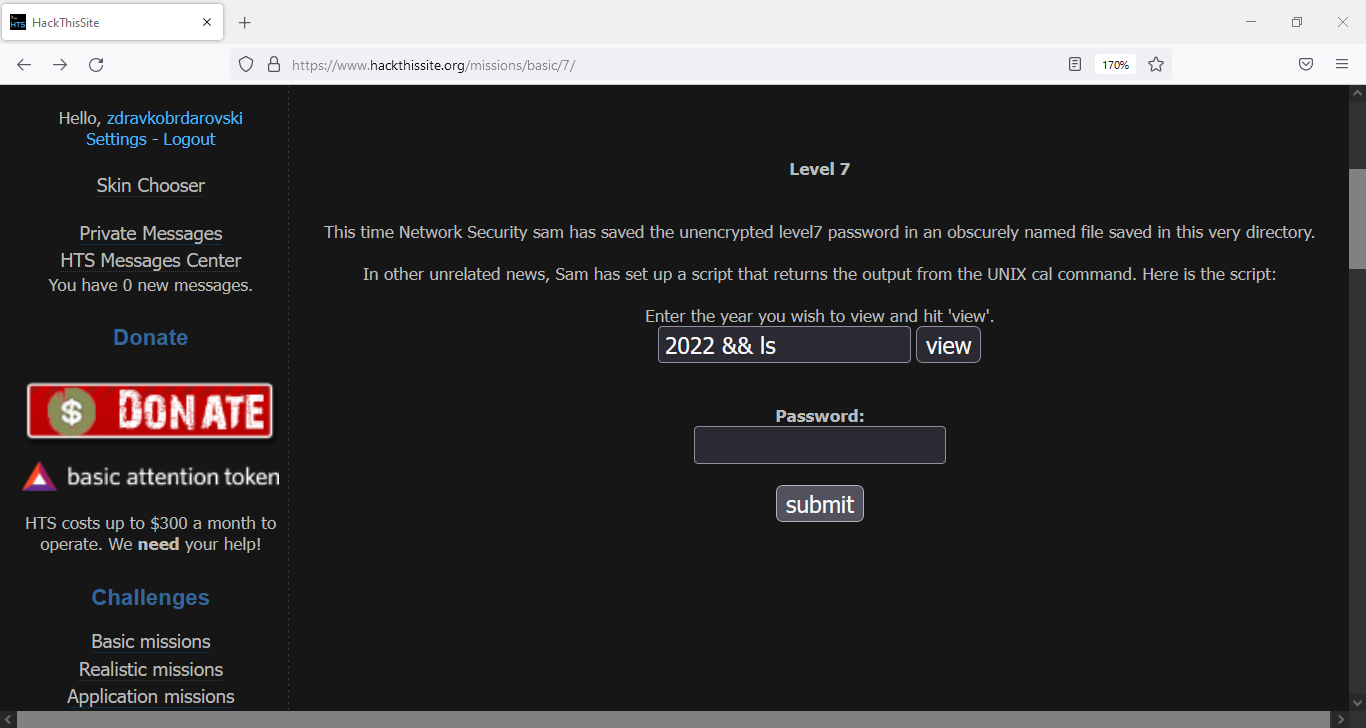 HackThisSite
https://www.hackthissite.org/missions/basic/7/
170%
Hello, zdravkobrdarovski
Settings - Logout
Skin Chooser
Private Messages
HTS Messages Center
You have 0 new messages.
Donate
$ DONATE
basic attention token
HTS costs up to $300 a month to
operate. We need your help!
Challenges
Basic missions
Realistic missions
Application missions
Level 7
This time Network Security sam has saved the unencrypted level7 password in an obscurely named file saved in this very directory.
In other unrelated news, Sam has set up a script that returns the output from the UNIX cal command. Here is the script:
Enter the year you wish to view and hit 'view'.
2022 && ls view
Password:
submit